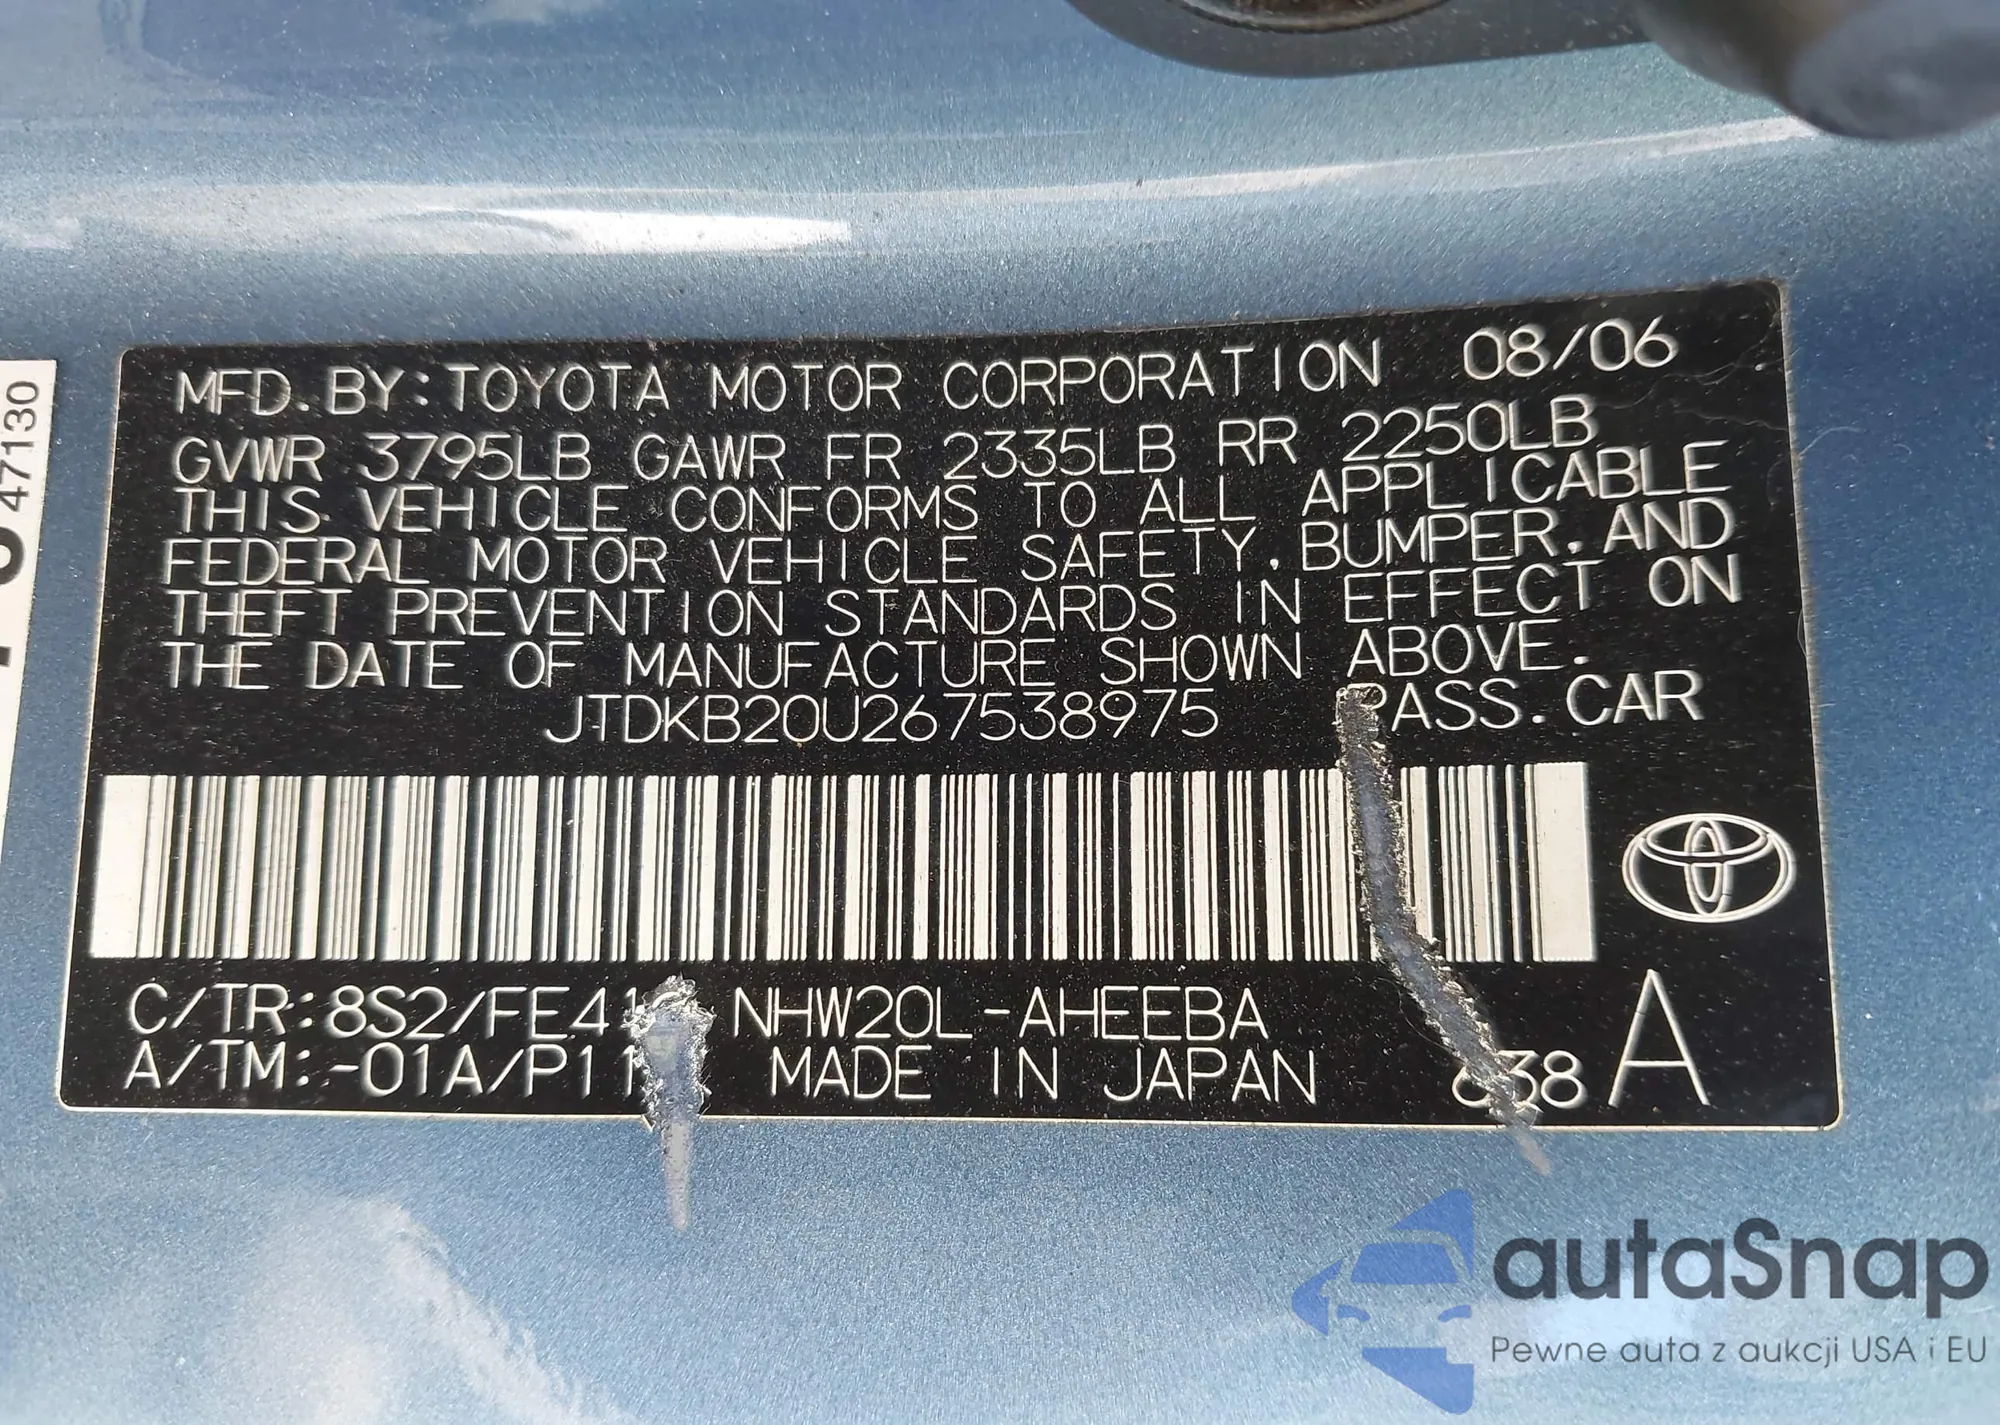 MFD. BY: TOYOTA MOTOR CORPORATION 08/06
GVWR 3795LB GAWR FR 2335LB RR 2250LB
THIS VEHICLE CONFORMS TO ALL APPLICABLE
FEDERAL MOTOR VEHICLE SAFETY, BUMPER, AND
THEFT PREVENTION STANDARDS IN EFFECT ON
THE DATE OF MANUFACTURE SHOWN ABOVE.
JTDKB20U267538975 PASS. CAR
C/TR: 8S2/FE41 NHW20L-AHEEBA
A/TM: -01A/P11 MADE IN JAPAN 638 A
47130
autaSnap
Pewne auta z aukcji USA i EU